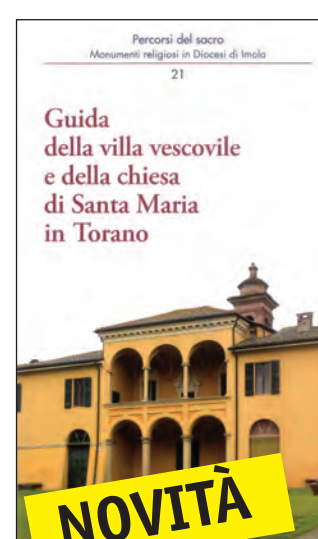 Percorsi del sacro
Monumenti religiosi in Diocesi di Imola
21
Guida
della villa vescovile
e della chiesa
di Santa Maria
in Torano
NOVITÀ